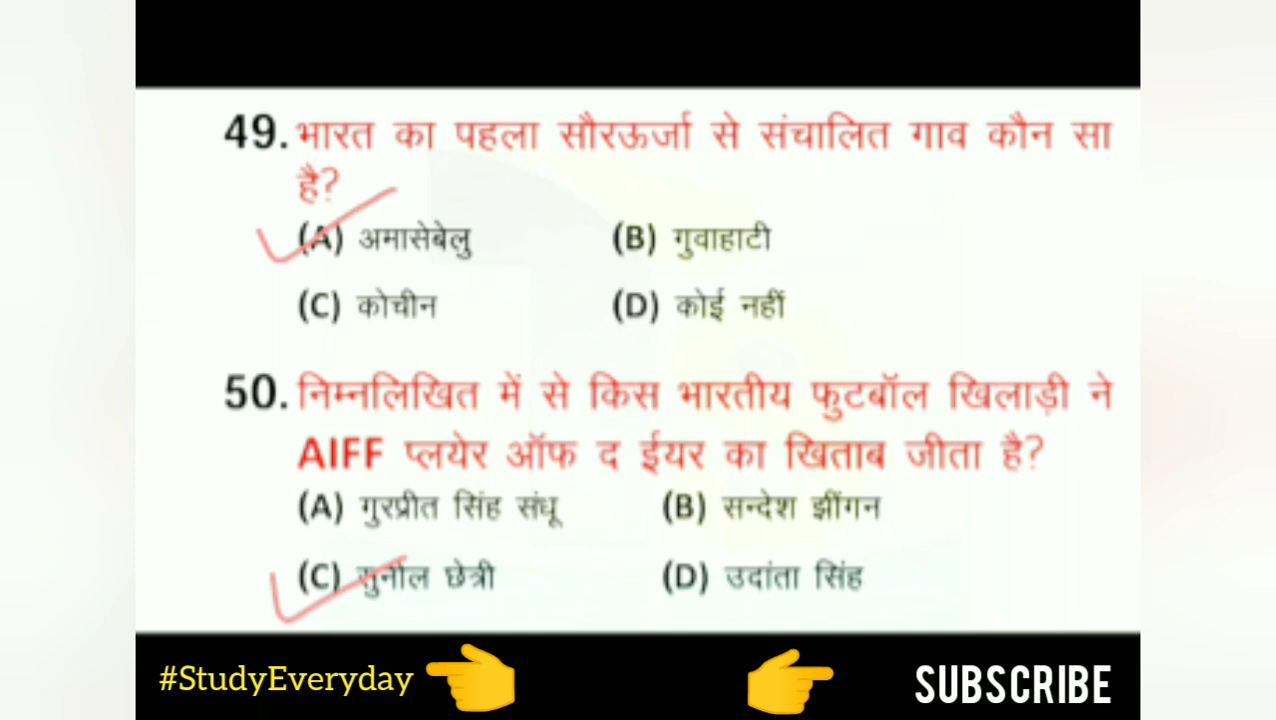 49. भारत का पहला सौरऊर्जा से संचालित गाव कौन सा
है?
(A) अमासेबेलु (B) गुवाहाटी
(C) कोचीन (D) कोई नहीं
50. निम्नलिखित में से किस भारतीय फुटबॉल खिलाड़ी ने
AIFF प्लयेर ऑफ द ईयर का खिताब जीता है?
(A) गुरप्रीत सिंह संधू (B) सन्देश झींगन
(C) सुनील छेत्री (D) उदांता सिंह
#StudyEveryday SUBSCRIBE